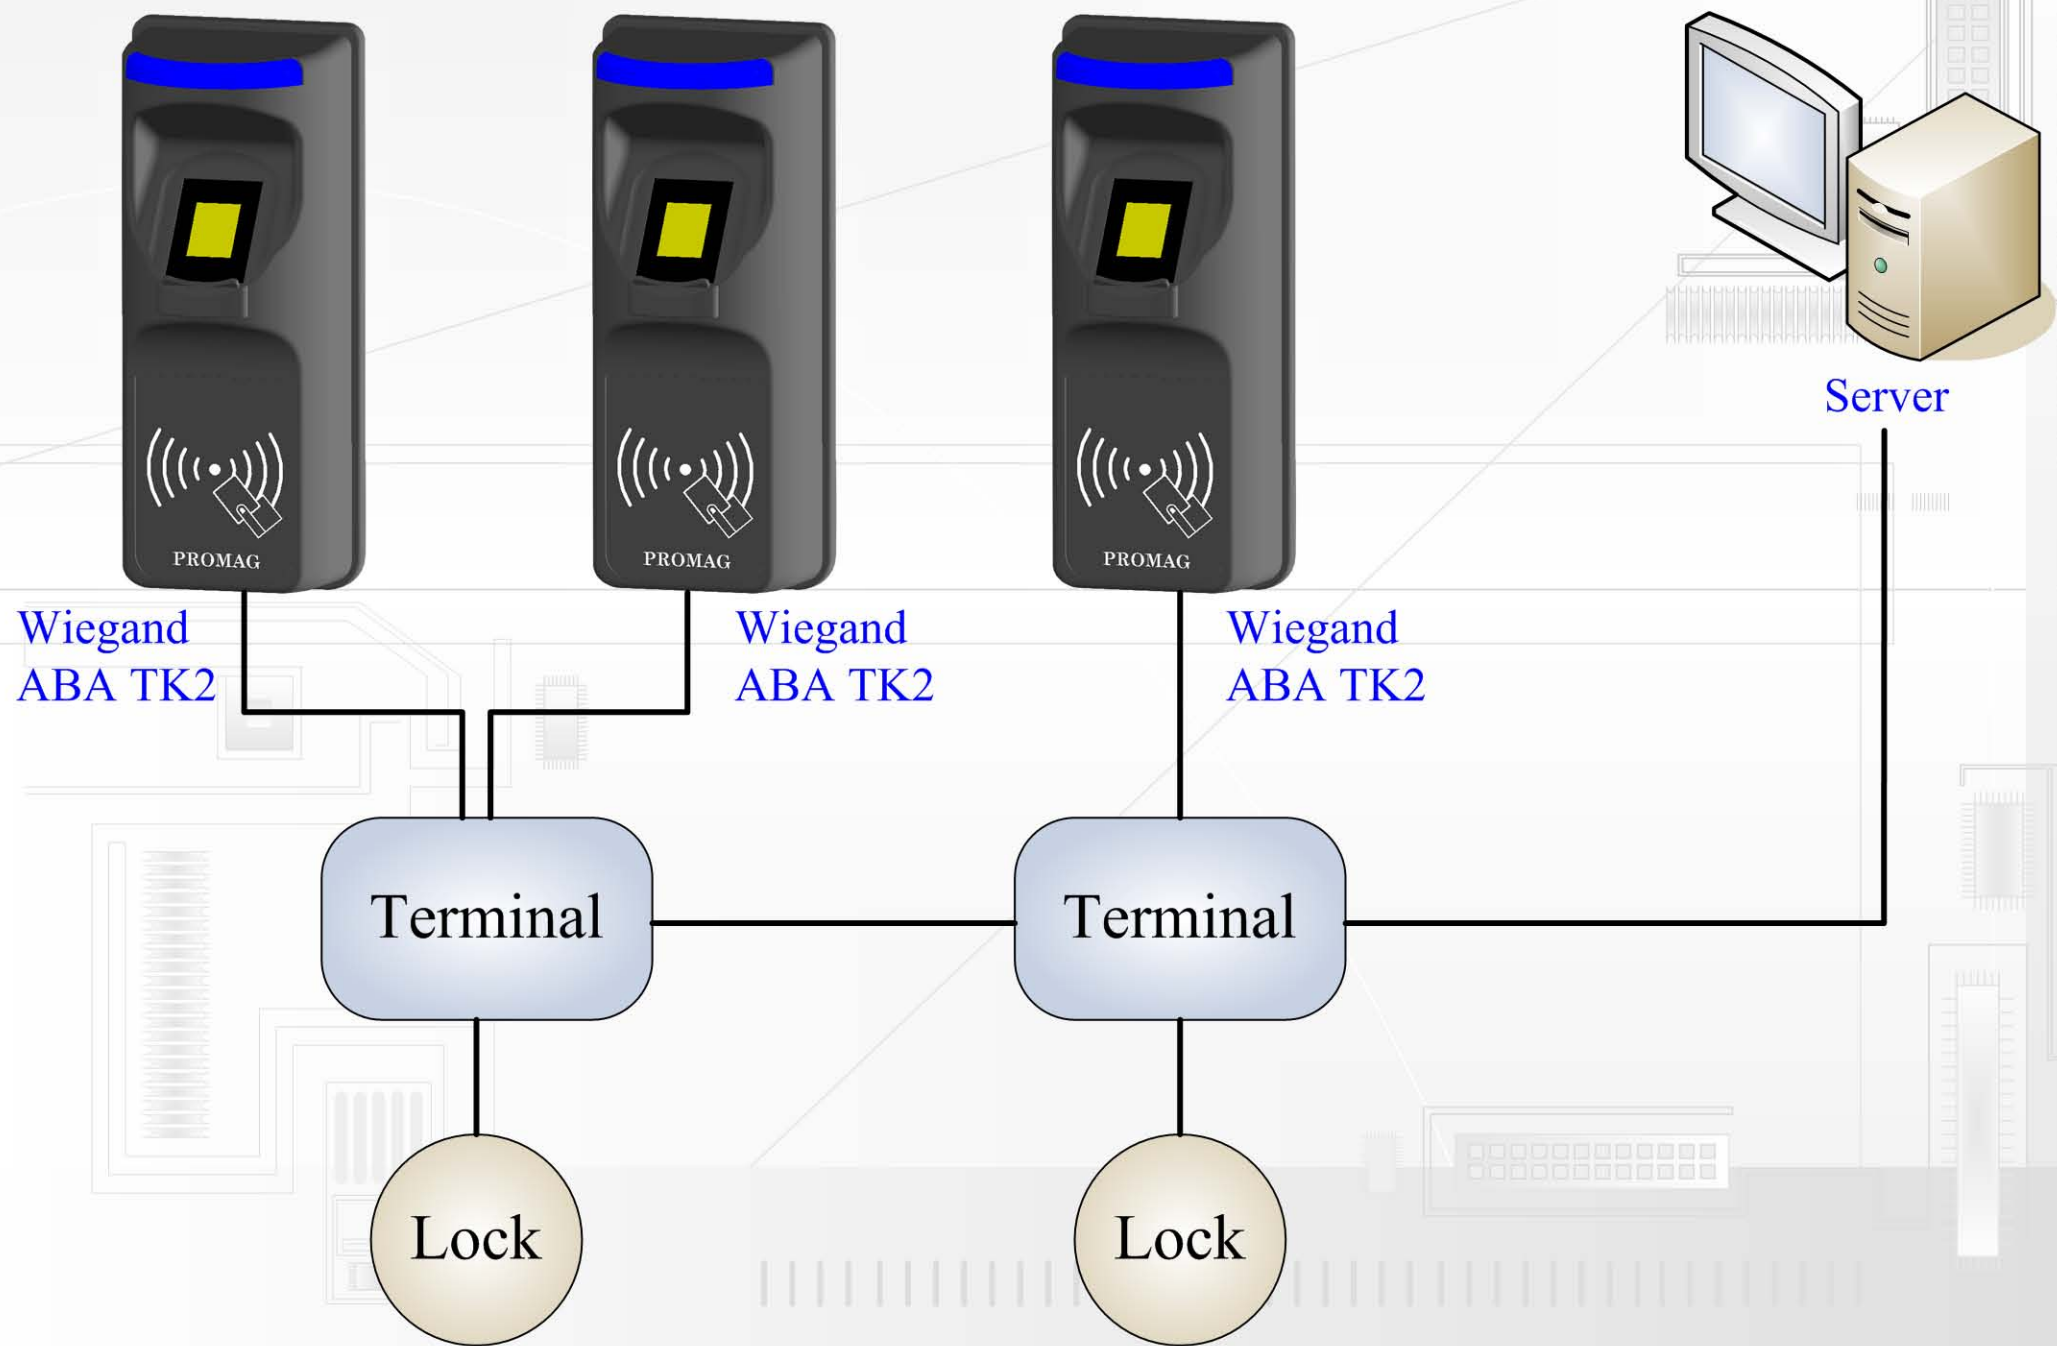 PROMAG
PROMAG
PROMAG
Server
Wiegand
ABA TK2
Wiegand
ABA TK2
Wiegand
ABA TK2
Terminal
Terminal
Lock
Lock